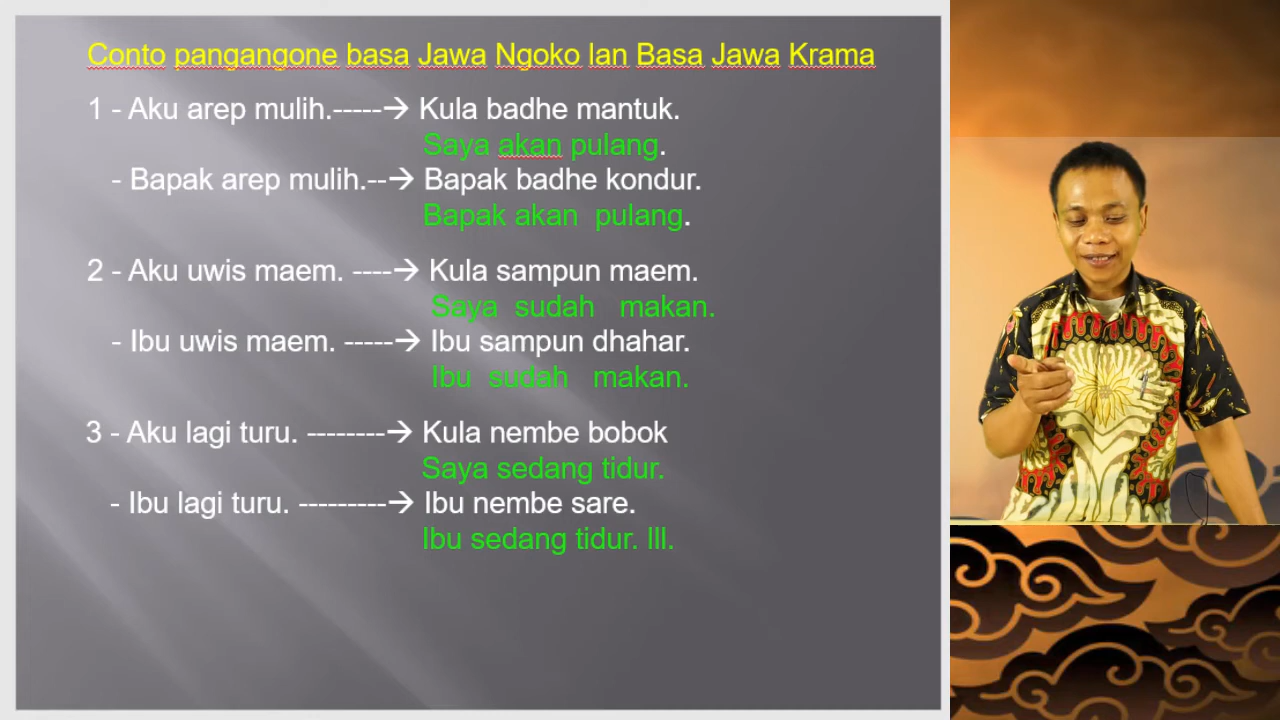 Conto pangangone basa Jawa Ngoko lan Basa Jawa Krama
1 - Aku arep mulih.-----→ Kula badhe mantuk.
Saya akan pulang.
- Bapak arep mulih.--→ Bapak badhe kondur.
Bapak akan pulang.
2 - Aku uwis maem. ----→ Kula sampun maem.
Saya sudah makan.
- Ibu uwis maem. -----→ Ibu sampun dhahar.
Ibu sudah makan.
3 - Aku lagi turu. --------→ Kula nembe bobok
Saya sedang tidur.
- Ibu lagi turu. ---------→ Ibu nembe sare.
Ibu sedang tidur. lll.